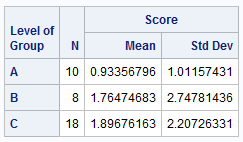 Level of Group N Score
Mean Std Dev
A 10 0.93356796 1.01157431
B 8 1.76474683 2.74781436
C 18 1.89676163 2.20726331